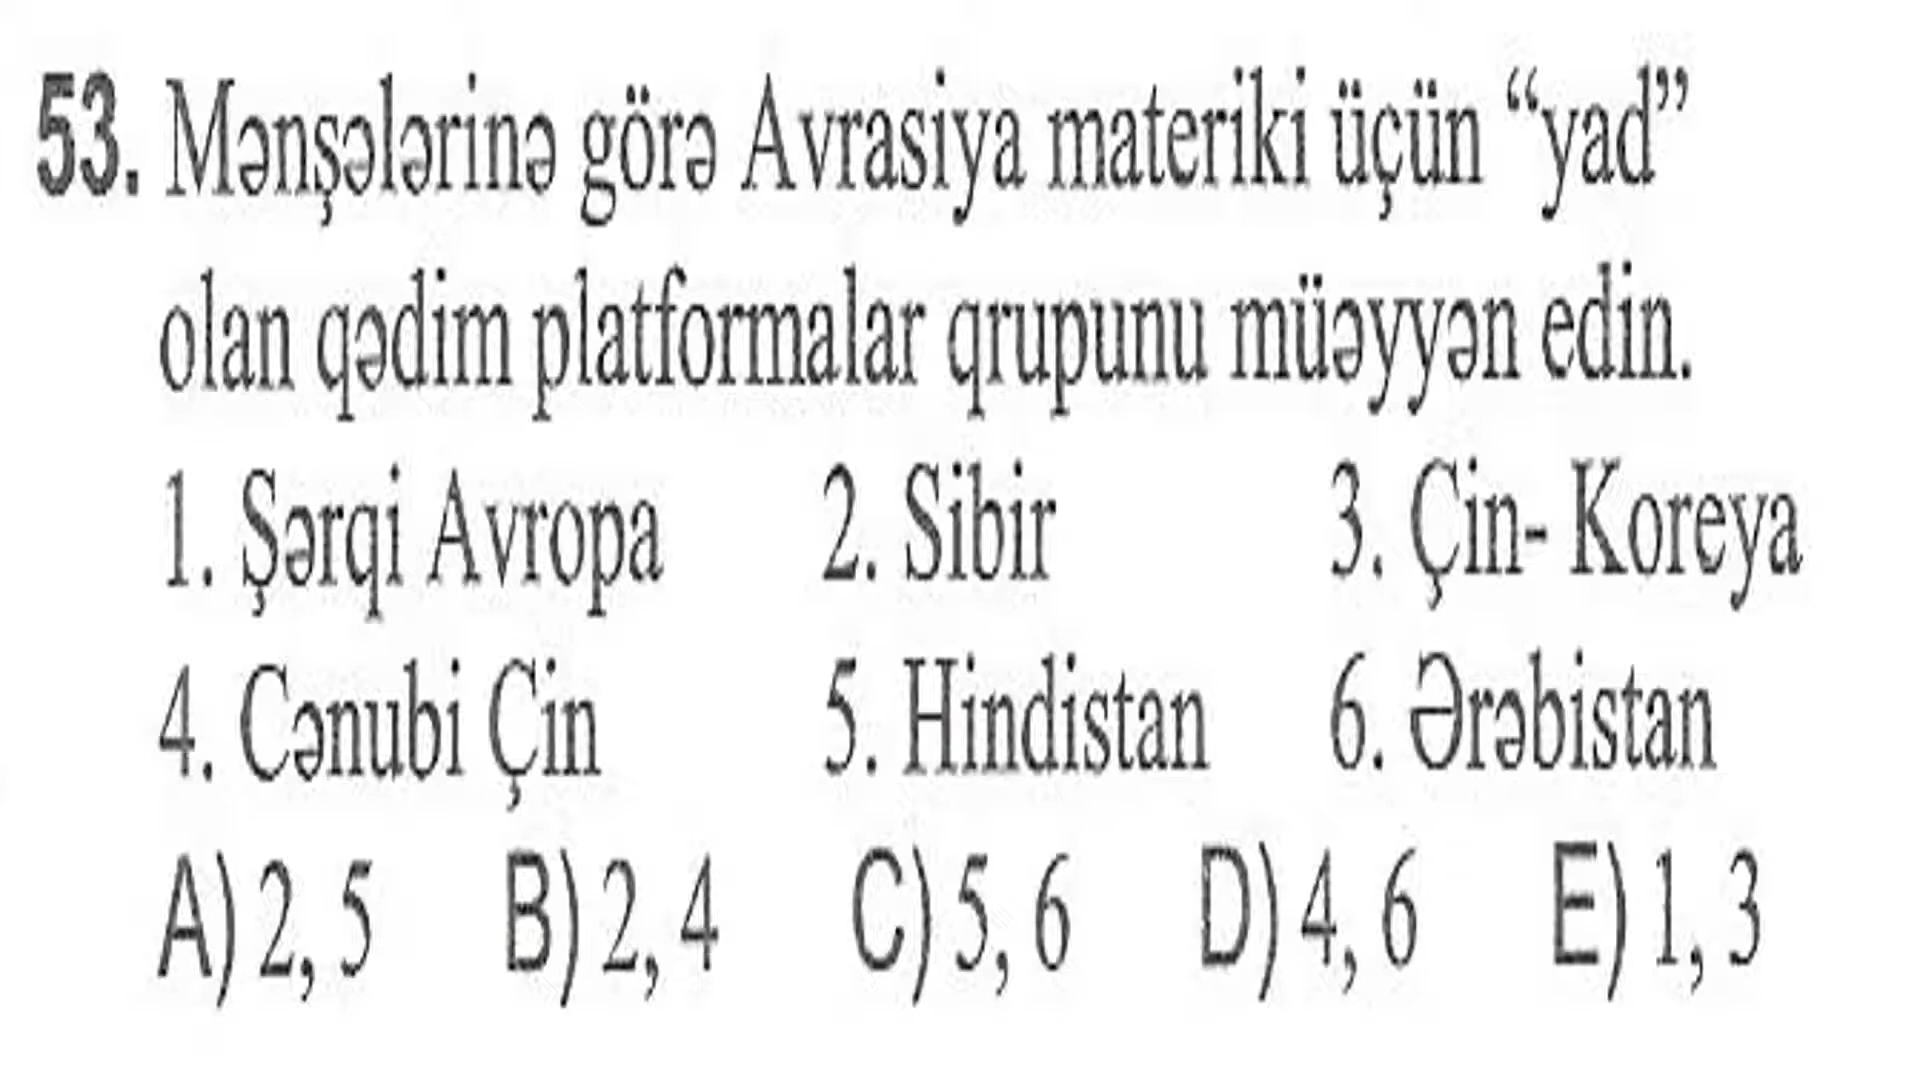 53. Mənşələrinə görə Avrasiya materiki üçün “yad”
olan qədim platformalar qrupunu müəyyən edin.
1. Şərqi Avropa 2. Sibir 3. Çin- Koreya
4. Cənubi Çin 5. Hindistan 6. Ərəbistan
A) 2, 5 B) 2, 4 C) 5, 6 D) 4, 6 E) 1, 3